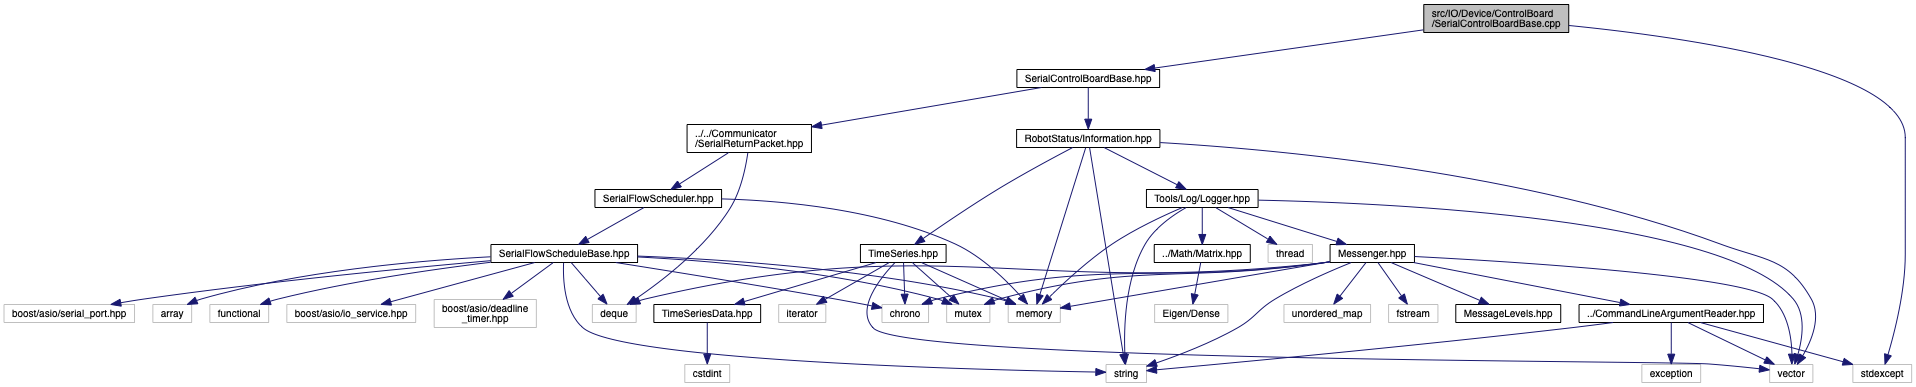 src/IO/Device/ControlBoard
/SerialControlBoardBase.cpp
SerialControlBoardBase.hpp
../../Communicator
/SerialReturnPacket.hpp
RobotStatus/Information.hpp
SerialFlowScheduler.hpp
Tools/Log/Logger.hpp
SerialFlowScheduleBase.hpp
TimeSeries.hpp
../Math/Matrix.hpp
thread
Messenger.hpp
boost/asio/serial_port.hpp
array
functional
boost/asio/io_service.hpp
boost/asio/deadline
_timer.hpp
deque
TimeSeriesData.hpp
iterator
chrono
mutex
memory
Eigen/Dense
unordered_map
fstream
MessageLevels.hpp
../CommandLineArgumentReader.hpp
cstdint
string
exception
vector
stdexcept